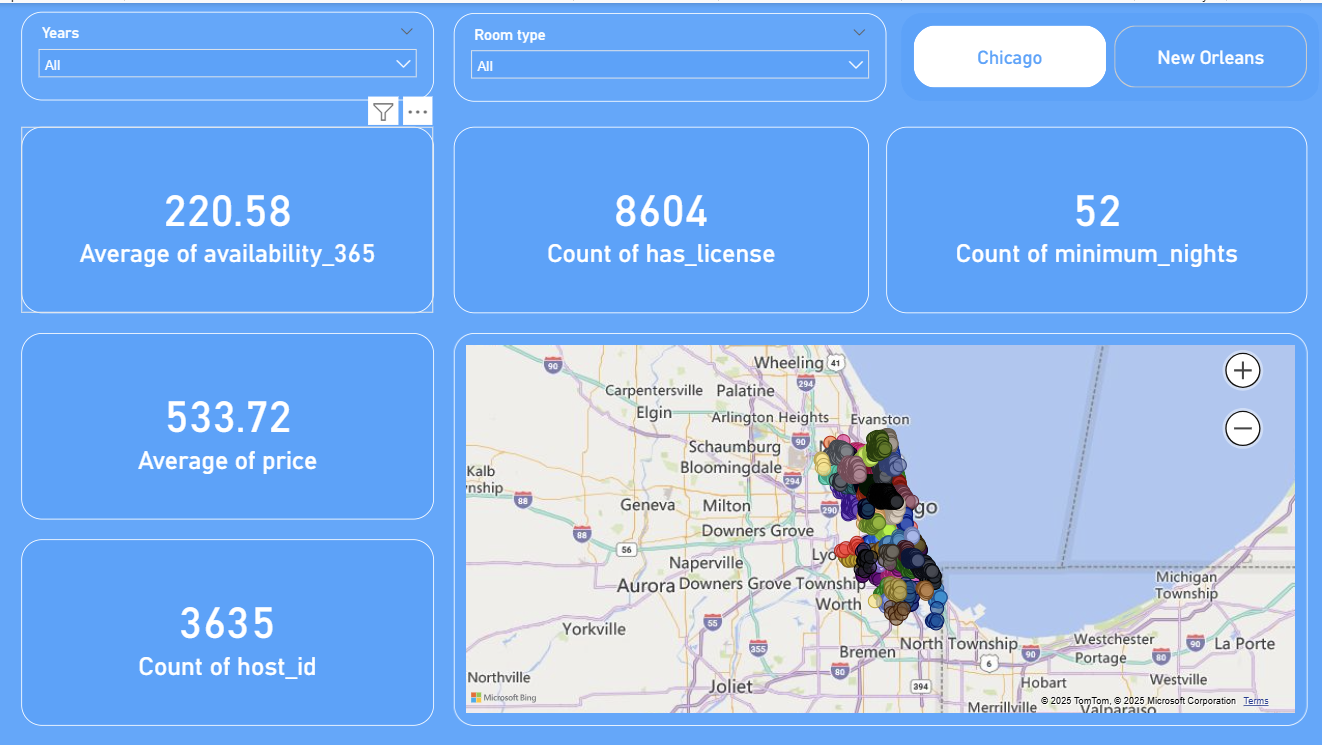 Years
All
Room type
All
Chicago
New Orleans
220.58
Average of availability_365
8604
Count of has_license
52
Count of minimum_nights
533.72
Average of price
3635
Count of host_id
Wheeling
41
90
294
Carpentersville
Palatine
Elgin
Arlington Heights
Evanston
90
Schaumburg
Bloomingdale
Kalb
nship
294
88
Geneva
Milton
290
go
Downers Grove
88
56
Lyo
Naperville
Aurora
Downers Grove Township
Worth
Michigan
Township
55
Yorkville
355
Bremen
North Township
90
Westchester
Portage
90
80
La Porte
6
80
Northville
Joliet
394
Hobart
Westville
Microsoft Bing
Merrillville
Valparaiso
© 2025 TomTom, © 2025 Microsoft Corporation
Terms